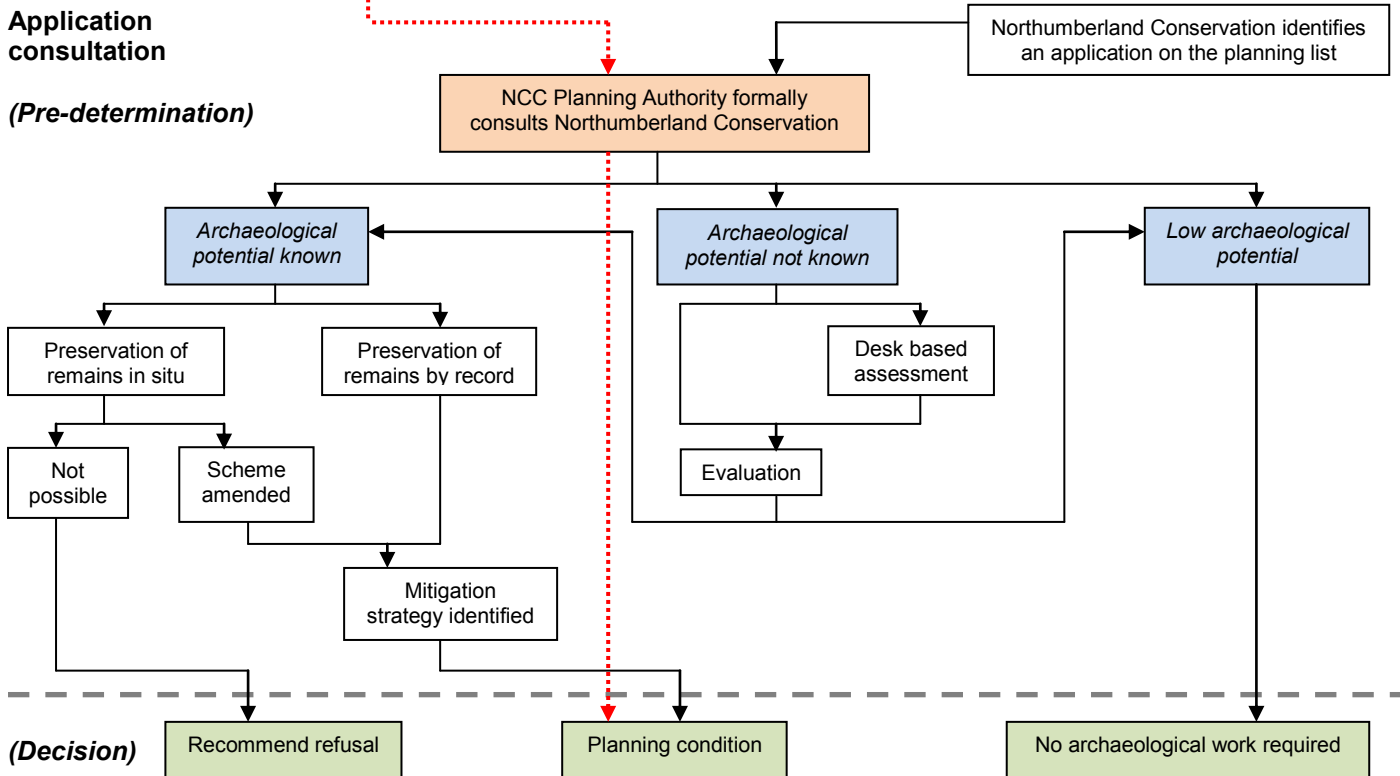 Application
consultation
Northumberland Conservation identifies
an application on the planning list
(Pre-determination)
NCC Planning Authority formally
consults Northumberland Conservation
Archaeological
potential known
Archaeological
potential not known
Low archaeological
potential
Preservation of
remains in situ
Preservation of
remains by record
Desk based
assessment
Not
possible
Scheme
amended
Evaluation
Mitigation
strategy identified
(Decision)
Recommend refusal
Planning condition
No archaeological work required